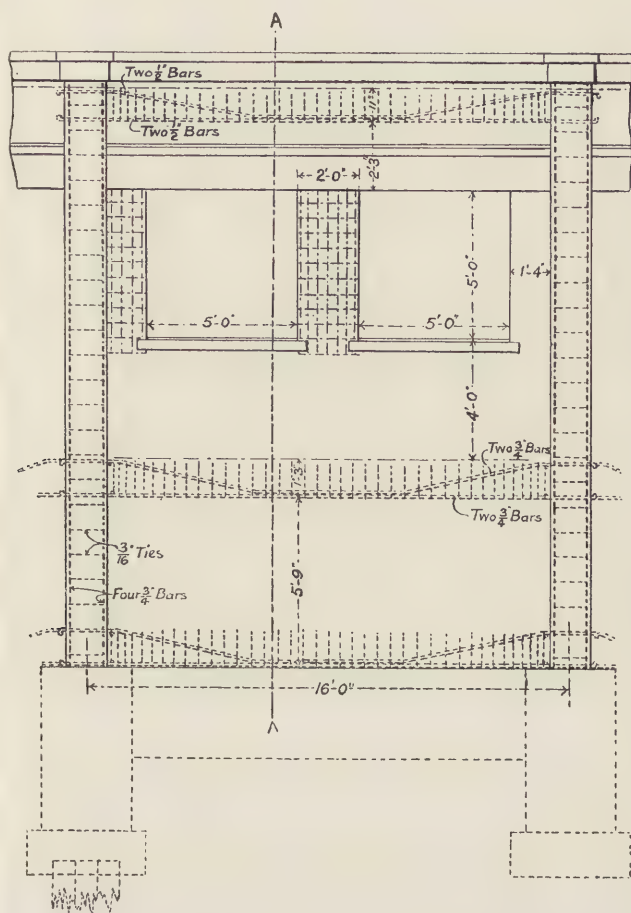 A
Two 1/2" Bars
11"
Two 1/2" Bars
2'-3"
2'-0"
5'-0"
1'-4"
5'-0"
5'-0"
4'-0"
Two 3/4" Bars
1'-3"
Two 3/4" Bars
3/16" Ties
5'-9"
Four 3/4" Bars
16'-0"
A